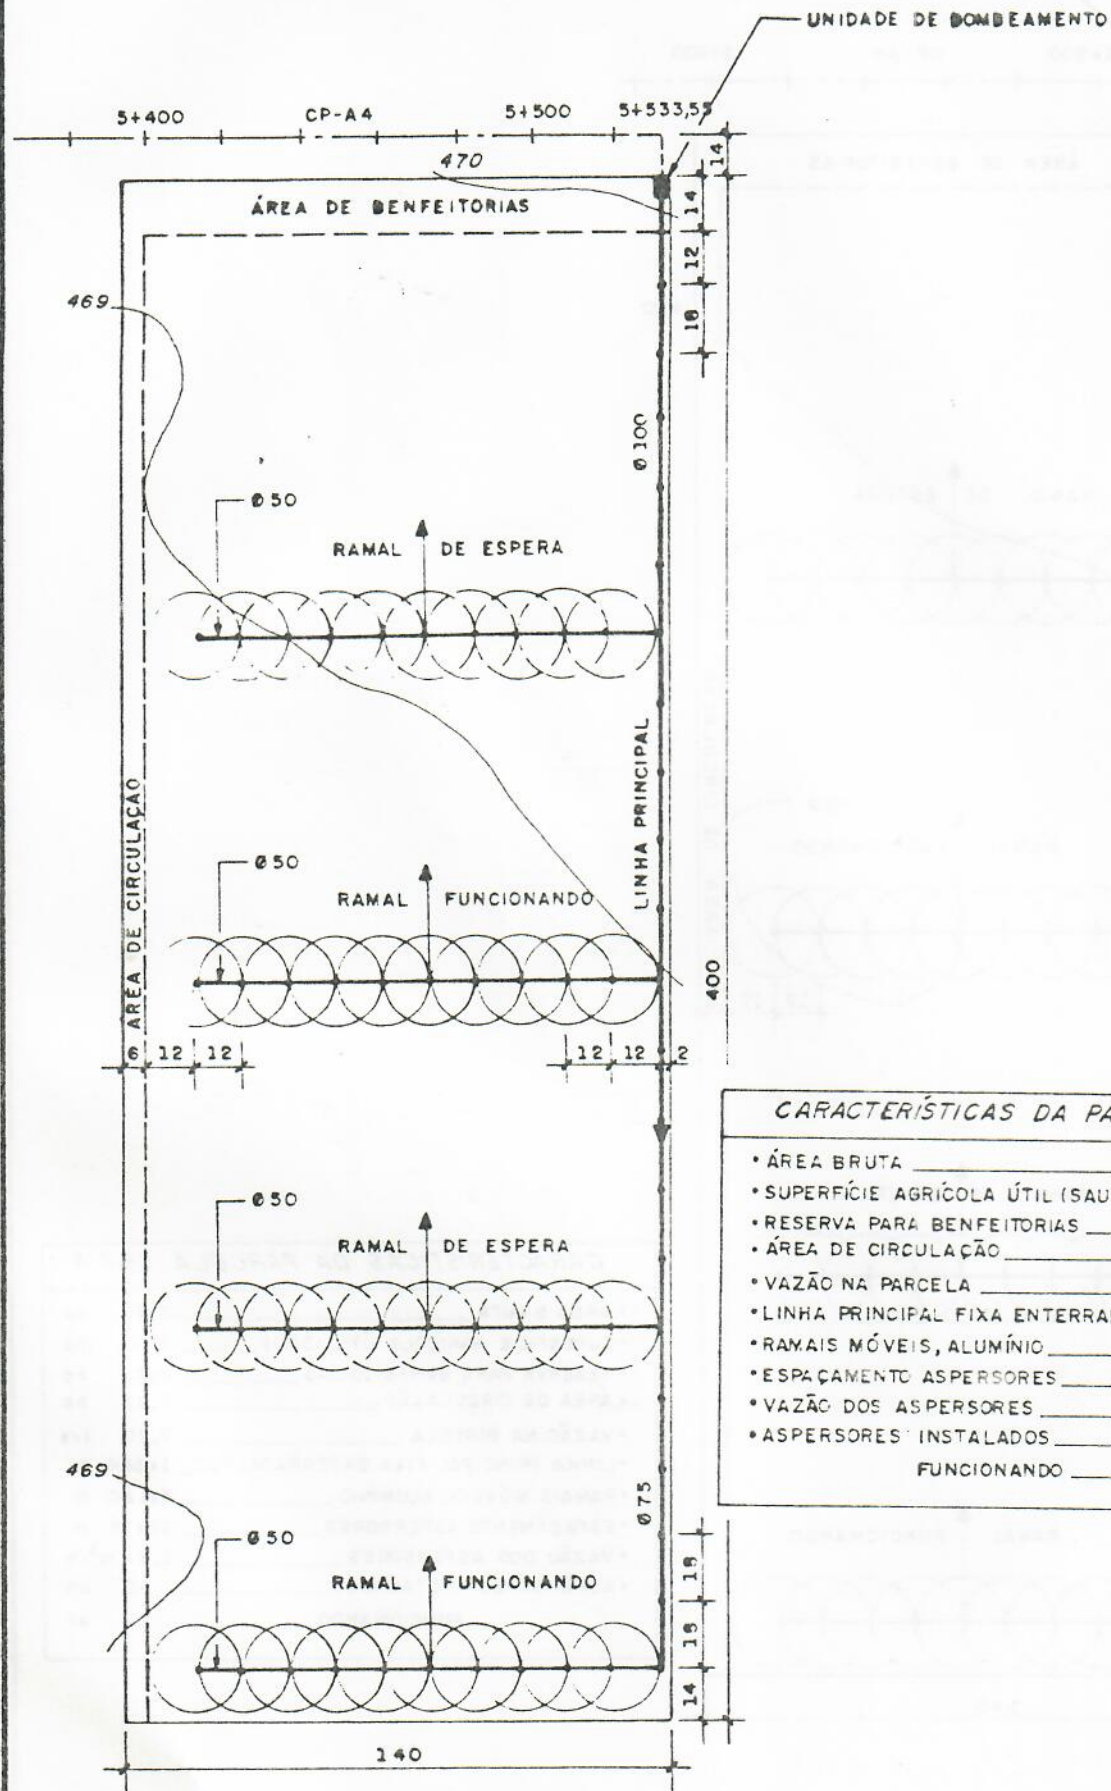 UNIDADE DE BOMBEAMENTO
5+400 CP-A4 5+500 5+533,55
470
14
ÁREA DE BENFEITORIAS
14
12
18
469
Ø 100
Ø 50
RAMAL DE ESPERA
LINHA PRINCIPAL
ÁREA DE CIRCULAÇÃO
Ø 50
RAMAL FUNCIONANDO
400
6 12 12 12 12 2
CARACTERÍSTICAS DA PA
• ÁREA BRUTA
• SUPERFÍCIE AGRÍCOLA ÚTIL (SAU
• RESERVA PARA BENFEITORIAS
• ÁREA DE CIRCULAÇÃO
• VAZÃO NA PARCELA
• LINHA PRINCIPAL FIXA ENTERRA
• RAMAIS MÓVEIS, ALUMÍNIO
• ESPAÇAMENTO ASPERSORES
• VAZÃO DOS ASPERSORES
• ASPERSORES INSTALADOS
FUNCIONANDO
Ø 50
RAMAL DE ESPERA
469
Ø 75
Ø 50
RAMAL FUNCIONANDO
18
18
14
140